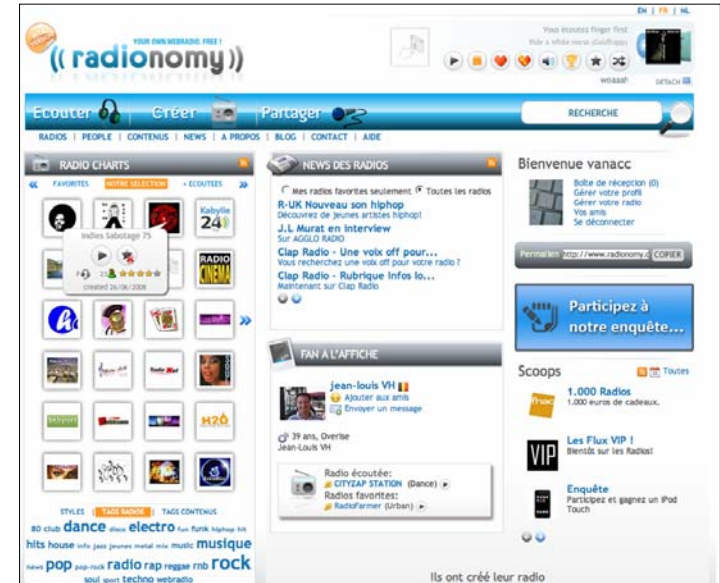 EN | FR | NL
YOUR OWN WEBRADIO, FREE !
((radionomy))
Vous écoutez finger first
Ride a white horse (Goldfrapp)
woaaah
DETACH
Ecouter
Créer
Partager
RECHERCHE
RADIOS | PEOPLE | CONTENUS | NEWS | A PROPOS | BLOG | CONTACT | AIDE
RADIO CHARTS
« FAVORITES NOTRE SELECTION + ECOUTEES »
Kabylie
24
Indies Sabotage 75
created 26/06/2008
RADIO
CINEMA
»
H2O
STYLES | TAGS RADIOS | TAGS CONTENUS
80 club dance disco electro fun funk hiphop hit
hits house info jazz jeunes metal mix music musique
news pop pop-rock radio rap reggae rnb rock
soul sport techno webradio
NEWS DES RADIOS
Mes radios favorites seulement Toutes les radios
R-UK Nouveau son hiphop
Découvrez de jeunes artistes hiphop!
J.L Murat en interview
Sur AGGLO RADIO
Clap Radio - Une voix off pour...
Vous recherchez une voix off pour votre radio ?
Clap Radio - Rubrique Infos lo...
Maintenant sur Clap Radio
FAN A L'AFFICHE
jean-louis VH
Ajouter aux amis
Envoyer un message
39 ans, Overise
Jean-Louis VH
Radio écoutée:
CITYZAP STATION (Dance)
Radios favorites:
RadioFarmer (Urban)
Bienvenue vanacc
Boîte de réception (0)
Gérer votre profil
Gérer votre radio
Vos amis
Se déconnecter
Permalien http://www.radionomy.c COPIER
Participez à
notre enquête...
Scoops
Toutes
fnac
1.000 Radios
1.000 euros de cadeaux.
VIP
Les Flux VIP !
Bientôt sur les Radios!
Enquête
Participez et gagnez un iPod
Touch
Ils ont créé leur radio